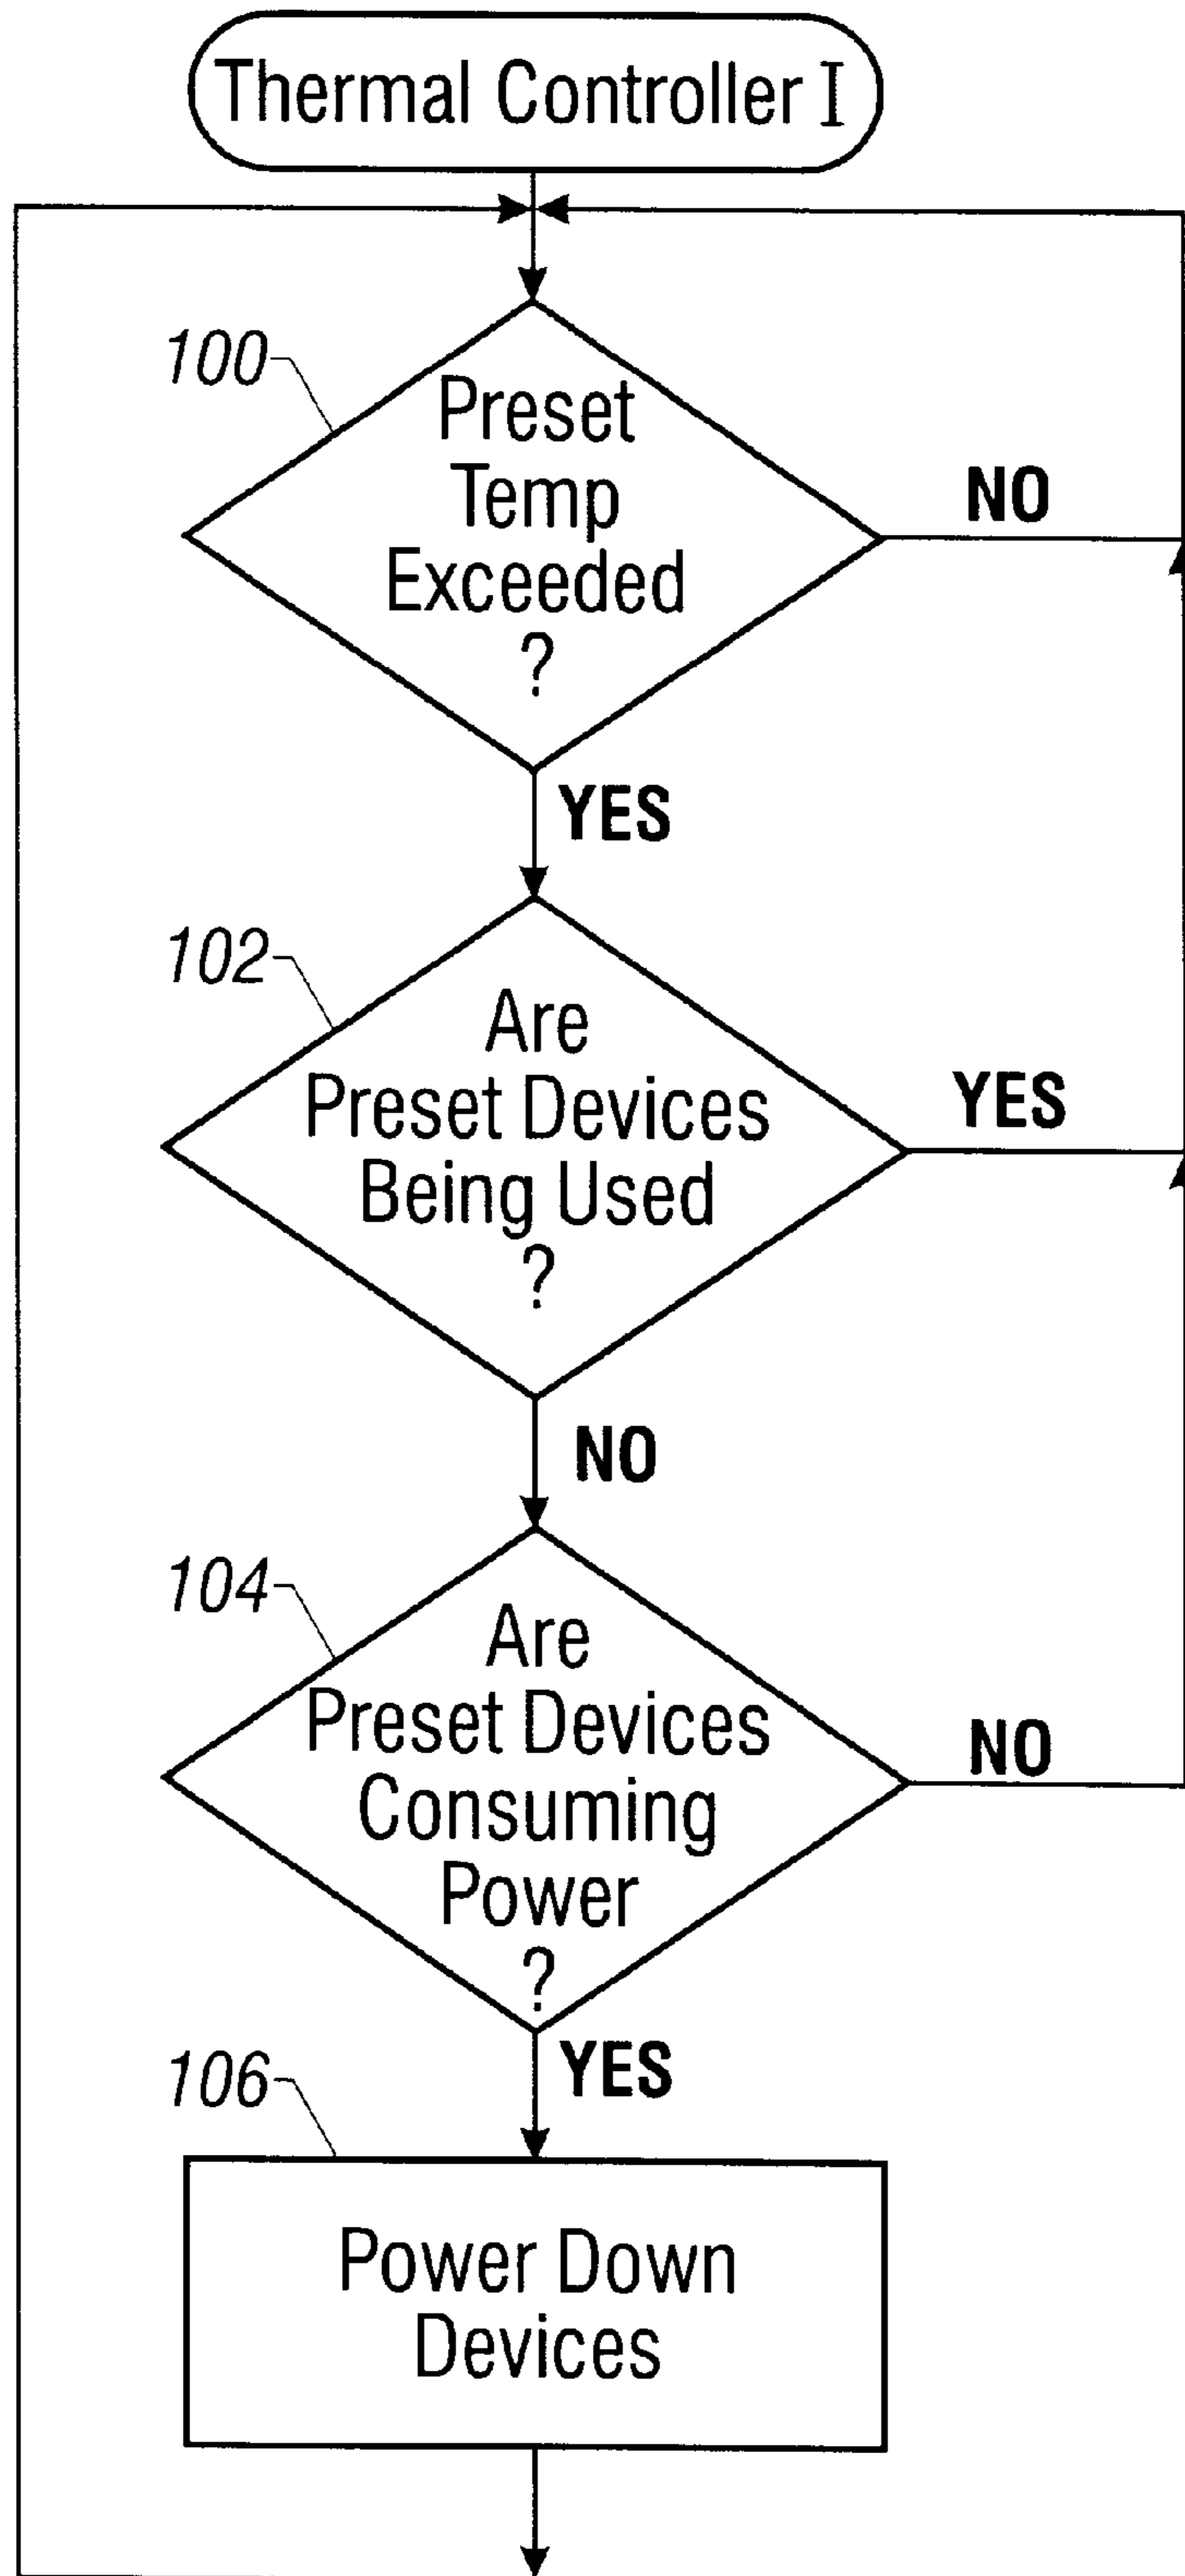 Thermal Controller I
100
Preset
Temp
Exceeded
?
NO
YES
102
Are
Preset Devices
Being Used
?
YES
NO
104
Are
Preset Devices
Consuming
Power
?
NO
YES
106
Power Down
Devices